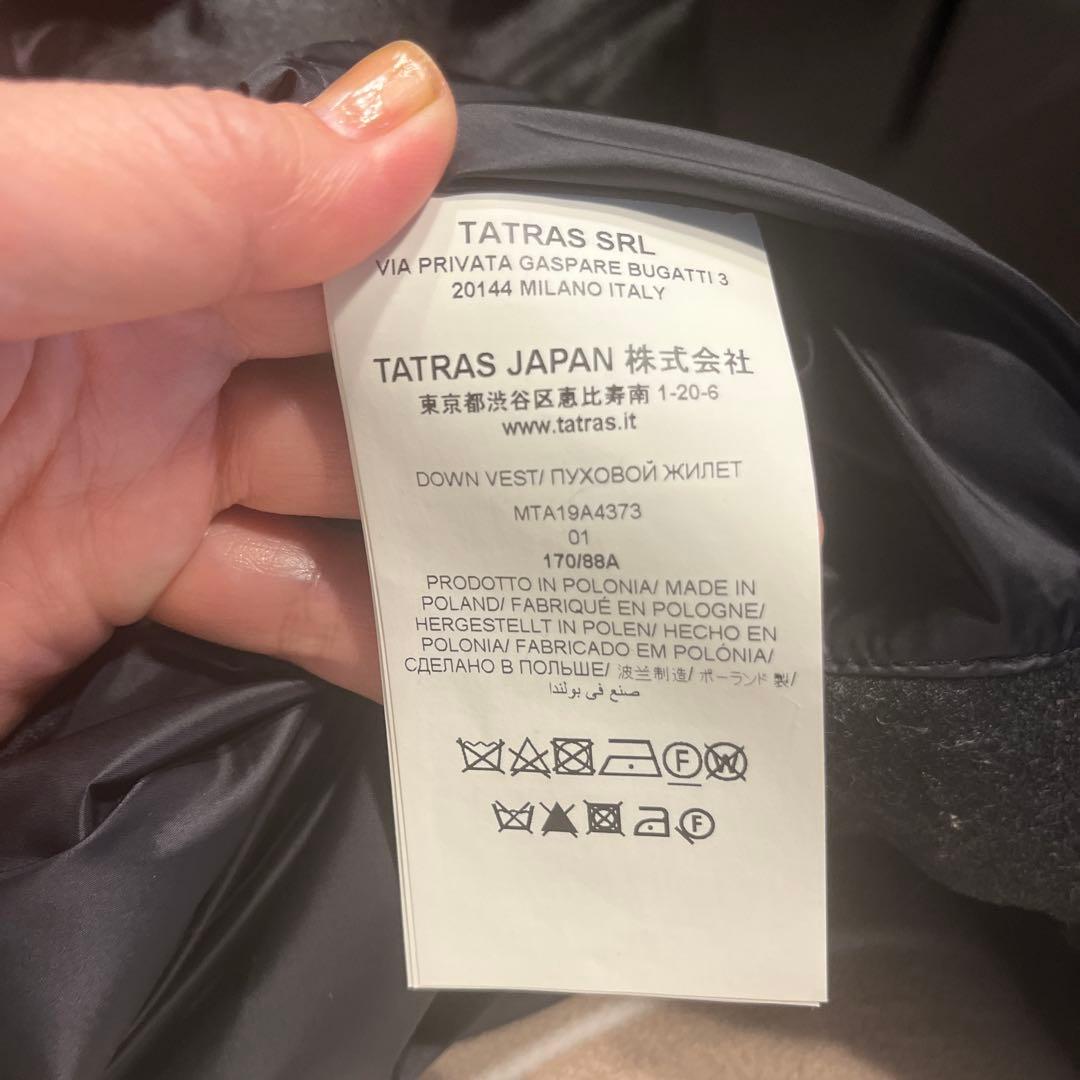 TATRAS SRL
VIA PRIVATA GASPARE BUGATTI 3
20144 MILANO ITALY
TATRAS JAPAN 株式会社
東京都渋谷区恵比寿南 1-20-6
www.tatras.it
DOWN VEST/ ПУХОВОЙ ЖИЛЕТ
MTA19A4373
01
170/88A
PRODOTTO IN POLONIA/ MADE IN
POLAND/ FABRIQUÉ EN POLOGNE/
HERGESTELLT IN POLEN/ HECHO EN
POLONIA/ FABRICADO EM POLÓNIA/
СДЕЛАНО В ПОЛЬШЕ/ 波兰制造/ ポーランド 製/
صنع في بولندا
F W
F